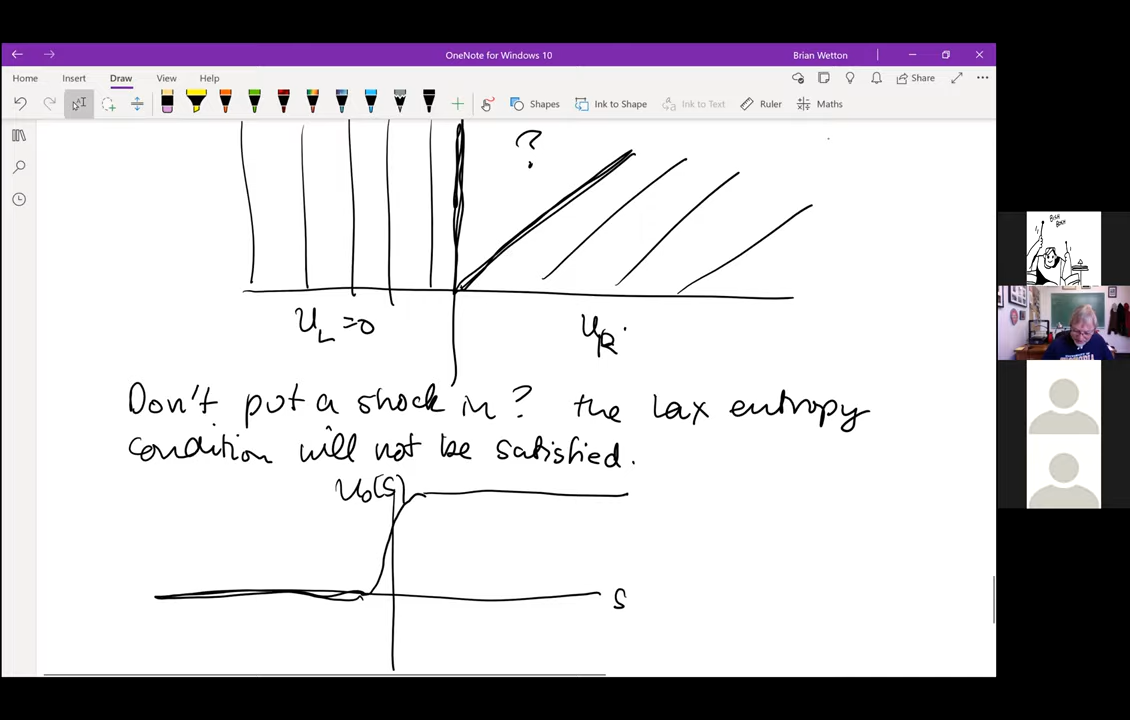 OneNote for Windows 10
Brian Wetton
Home Insert Draw View Help
Share
Shapes
Ink to Shape
Ink to Text
Ruler
Maths
?
U_L = 0
U_R
Don't put a shock in? the Lax entropy
condition will not be satisfied.
U_0(S)
S